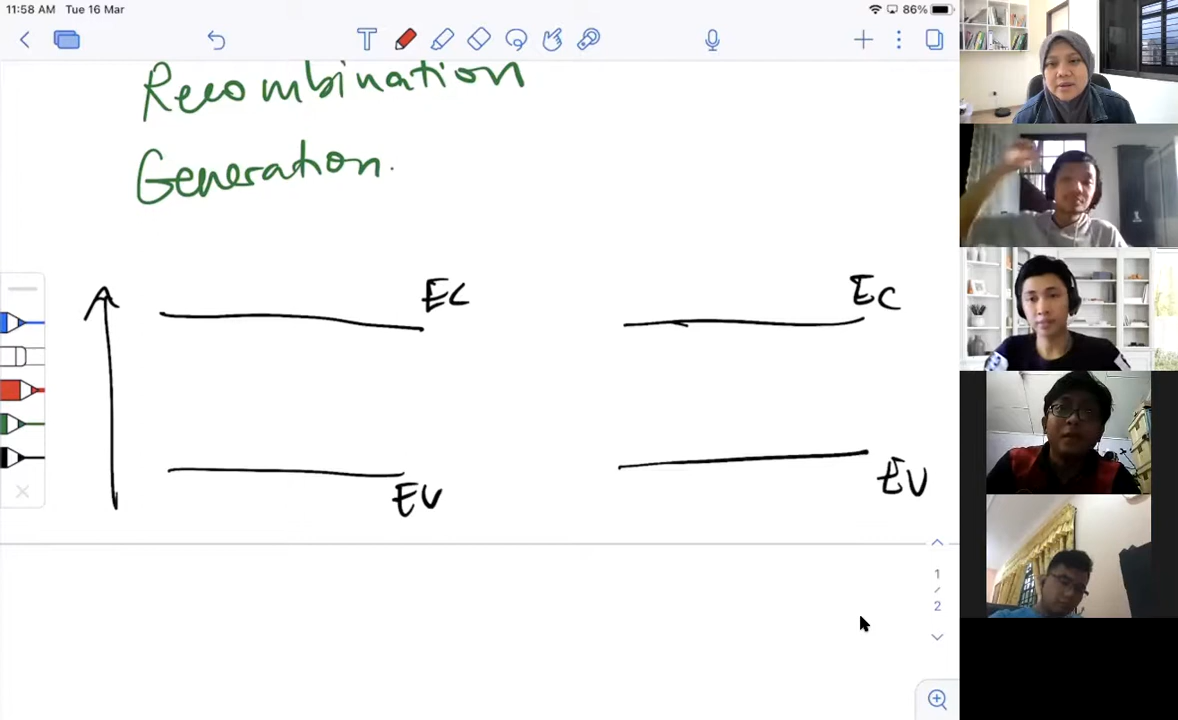 11:58 AM Tue 16 Mar 86%
T
Recombination
Generation.
EC EC
EV EV
1
/
2